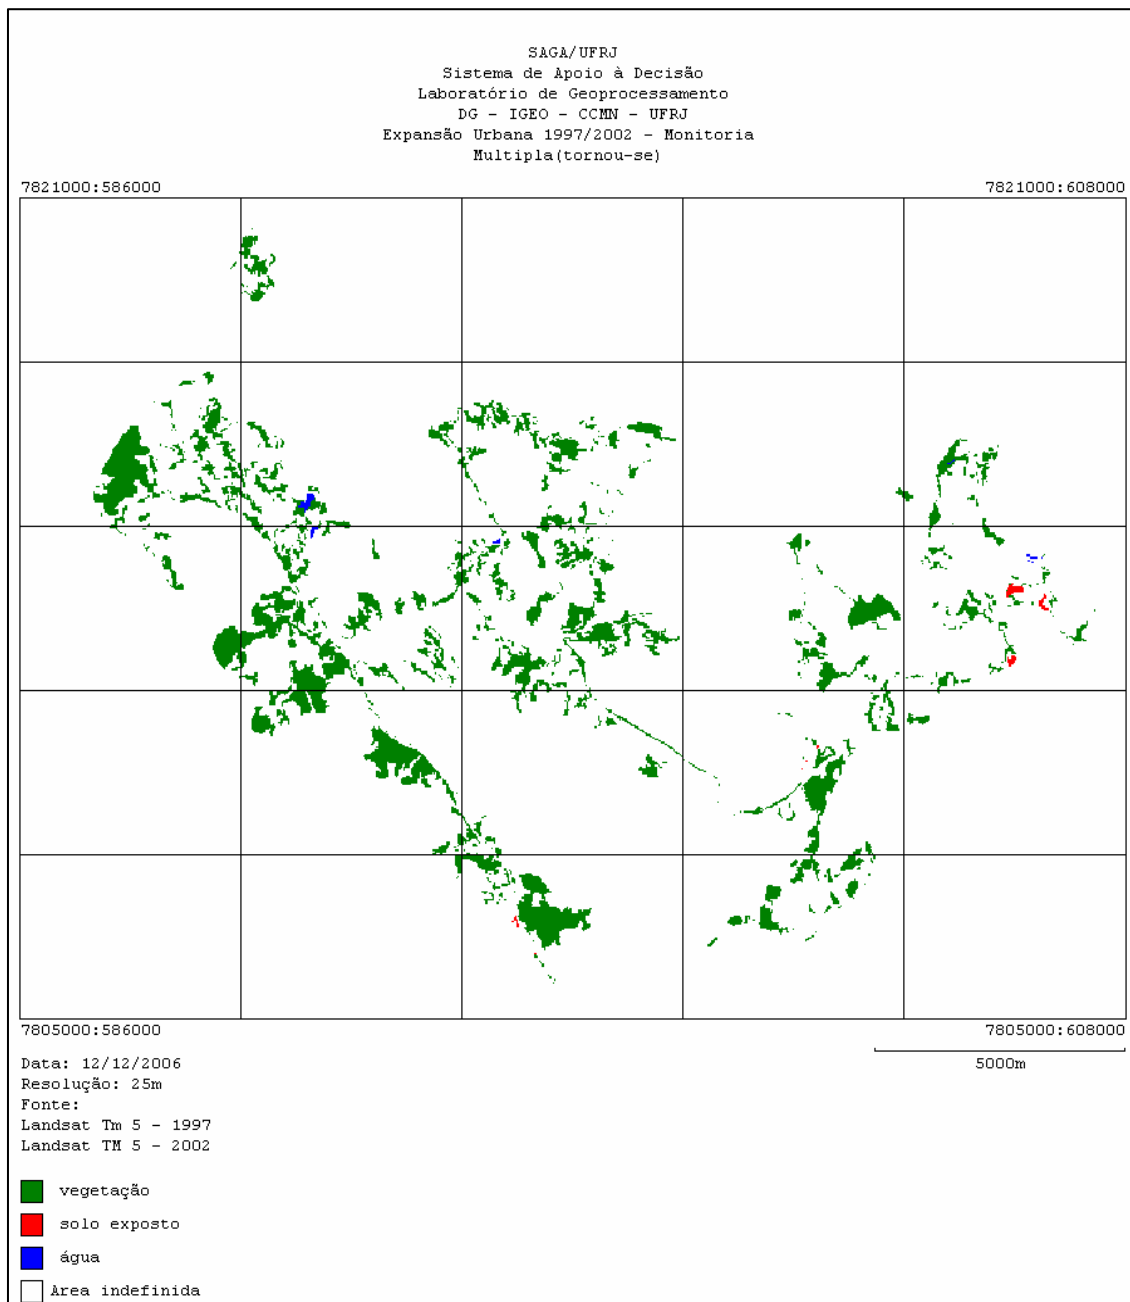 SAGA/UFRJ
Sistema de Apoio à Decisão
Laboratório de Geoprocessamento
DG - IGEO - CCMN - UFRJ
Expansão Urbana 1997/2002 - Monitoria
Multipla(tornou-se)
7821000:586000 7821000:608000
7805000:586000 7805000:608000
5000m
Data: 12/12/2006
Resolução: 25m
Fonte:
Landsat Tm 5 - 1997
Landsat TM 5 - 2002
vegetação
solo exposto
água
Area indefinida